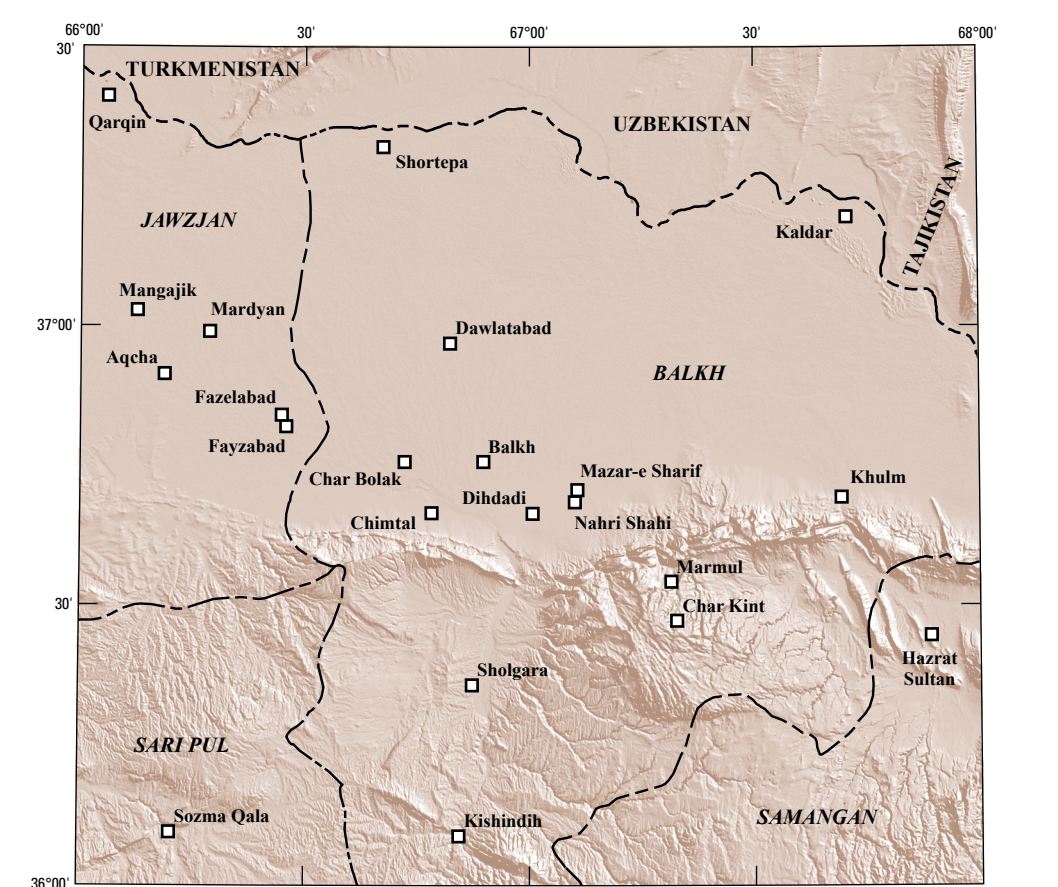 66°00'
30'
67°00'
30'
68°00'
30'
TURKMENISTAN
Qarqin
UZBEKISTAN
Shortepa
TAJIKISTAN
JAWZJAN
Kaldar
Mangajik
Mardyan
37°00'
Dawlatabad
Aqcha
BALKH
Fazelabad
Fayzabad
Balkh
Char Bolak
Mazar-e Sharif
Khulm
Dihdadi
Chimtal
Nahri Shahi
Marmul
30'
Char Kint
Hazrat
Sultan
Sholgara
SARI PUL
Sozma Qala
Kishindih
SAMANGAN
36°00'